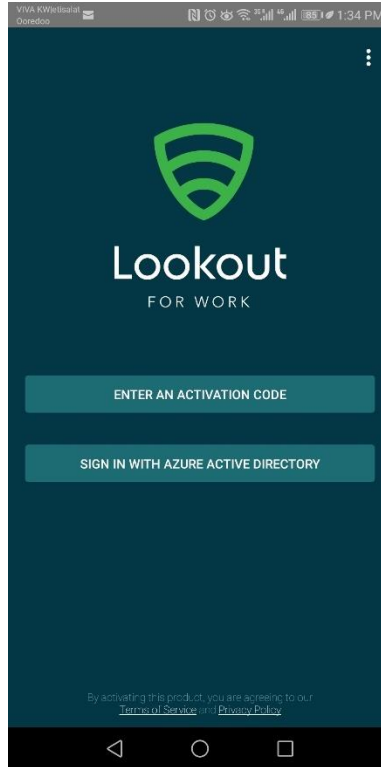 VIVA KW|etisalat
Ooredoo
85 1:34 PM
Lookout
FOR WORK
ENTER AN ACTIVATION CODE
SIGN IN WITH AZURE ACTIVE DIRECTORY
By activating this product, you are agreeing to our
Terms of Service and Privacy Policy